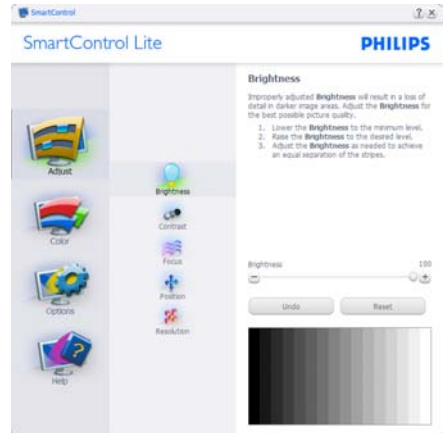 SmartControl
? ×
SmartControl Lite
PHILIPS
Adjust
Color
Options
Help
Brightness
Contrast
Focus
Position
Resolution
Brightness
Improperly adjusted Brightness will result in a loss of
detail in darker image areas. Adjust the Brightness for
the best possible picture quality.
1. Lower the Brightness to the minimum level.
2. Raise the Brightness to the desired level.
3. Adjust the Brightness as needed to achieve
an equal separation of the stripes.
Brightness 100
Undo Reset